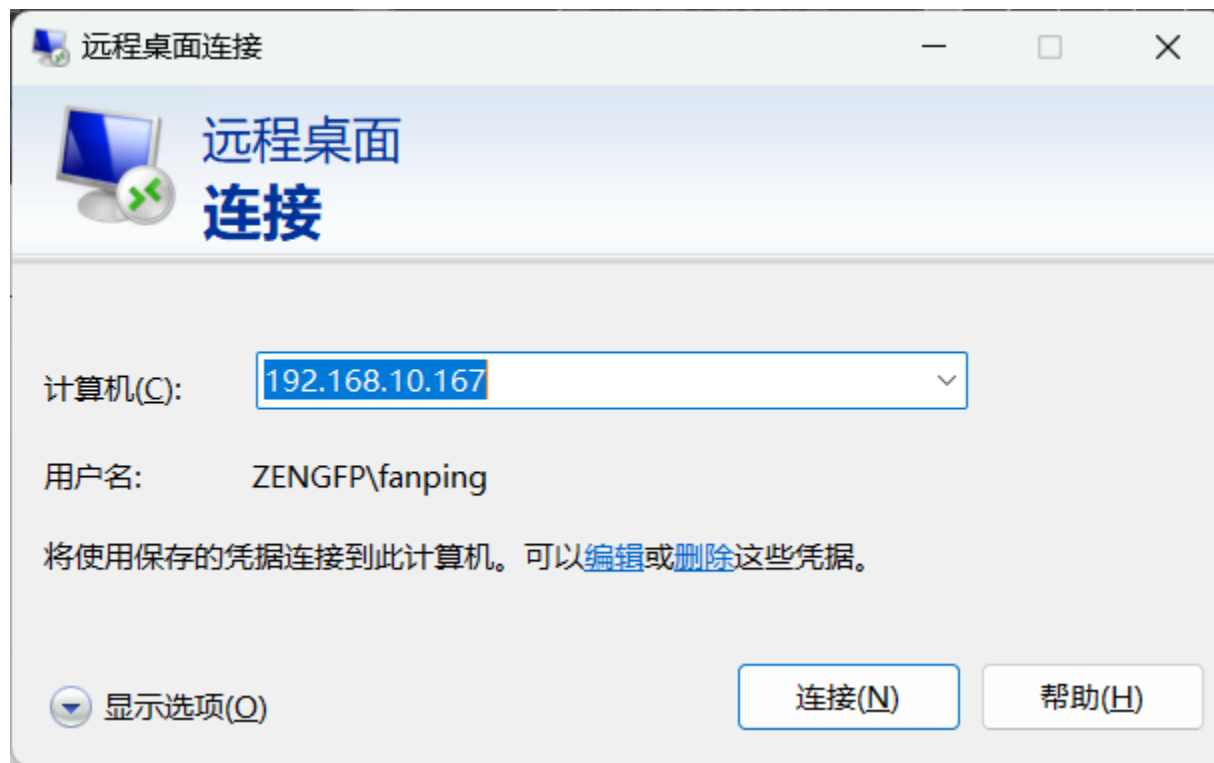 远程桌面连接
远程桌面
连接
计算机(C):
192.168.10.167
用户名:
ZENGFP\fanping
将使用保存的凭据连接到此计算机。可以编辑或删除这些凭据。
显示选项(O)
连接(N)
帮助(H)